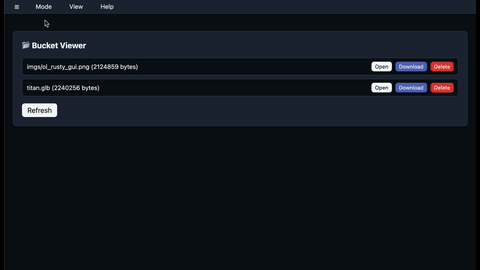 ≡ Mode View Help
📂 Bucket Viewer
imgs/ol_rusty_gui.png (2124859 bytes) Open Download Delete
titan.glb (2240256 bytes) Open Download Delete
Refresh